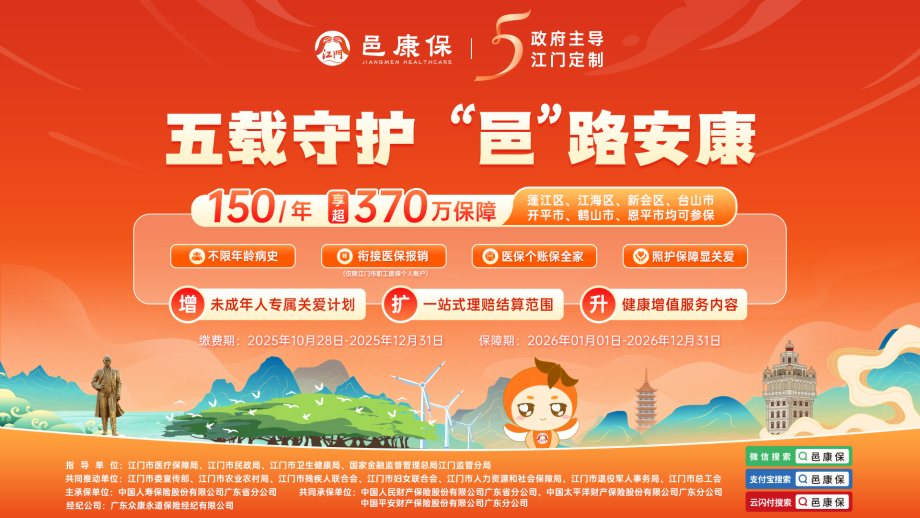 江门
邑康保
JIANGMEN HEALTHCARE
5
政府主导
江门定制
五载守护 “邑”路安康
150/年 享超370万保障
蓬江区、江海区、新会区、台山市
开平市、鹤山市、恩平市均可参保
不限年龄病史
衔接医保报销
医保个账保全家
照护保障显关爱
(仅限江门市职工医保个人账户)
增 未成年人专属关爱计划
扩 一站式理赔结算范围
升 健康增值服务内容
缴费期：2025年10月28日-2025年12月31日
保障期：2026年01月01日-2026年12月31日
指 导 单 位：江门市医疗保障局、江门市民政局、江门市卫生健康局、国家金融监督管理总局江门监管分局
共同推动单位：江门市委宣传部、江门市农业农村局、江门市残疾人联合会、江门市妇女联合会、江门市人力资源和社会保障局、江门市退役军人事务局、江门市总工会
主承保单位：中国人寿保险股份有限公司广东省分公司
共同承保单位：中国人民财产保险股份有限公司广东省分公司、中国太平洋财产保险股份有限公司广东分公司
中国平安财产保险股份有限公司广东分公司
经纪公司：广东众康永道保险经纪有限公司
微信搜索 邑康保
支付宝搜索 邑康保
云闪付搜索 邑康保